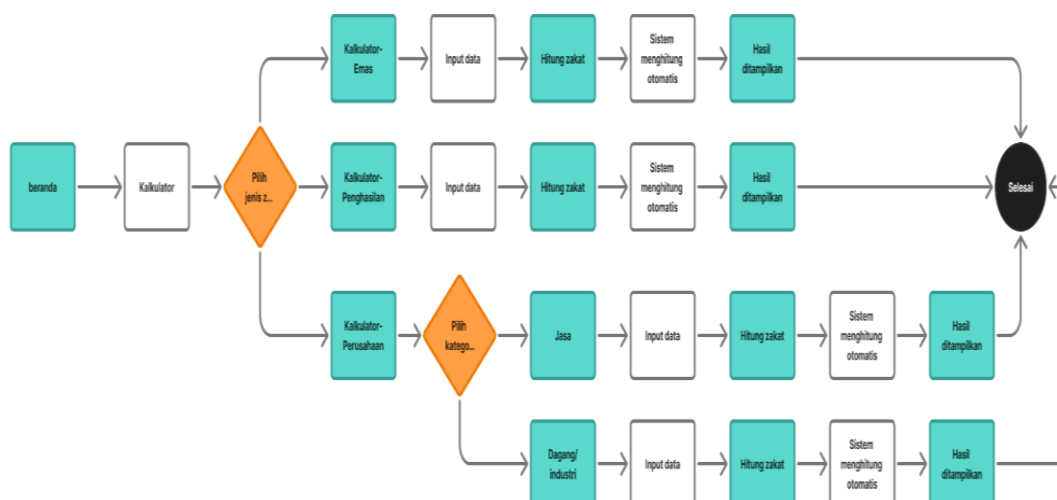 Kalkulator-
Emas
Input data
Hitung zakat
Sistem
menghitung
otomatis
Hasil
ditampilkan
beranda
Kalkulator
Pilih
jenis z...
Kalkulator-
Penghasilan
Input data
Hitung zakat
Sistem
menghitung
otomatis
Hasil
ditampilkan
Selesai
Kalkulator-
Perusahaan
Pilih
katego...
Jasa
Input data
Hitung zakat
Sistem
menghitung
otomatis
Hasil
ditampilkan
Dagang/
industri
Input data
Hitung zakat
Sistem
menghitung
otomatis
Hasil
ditampilkan